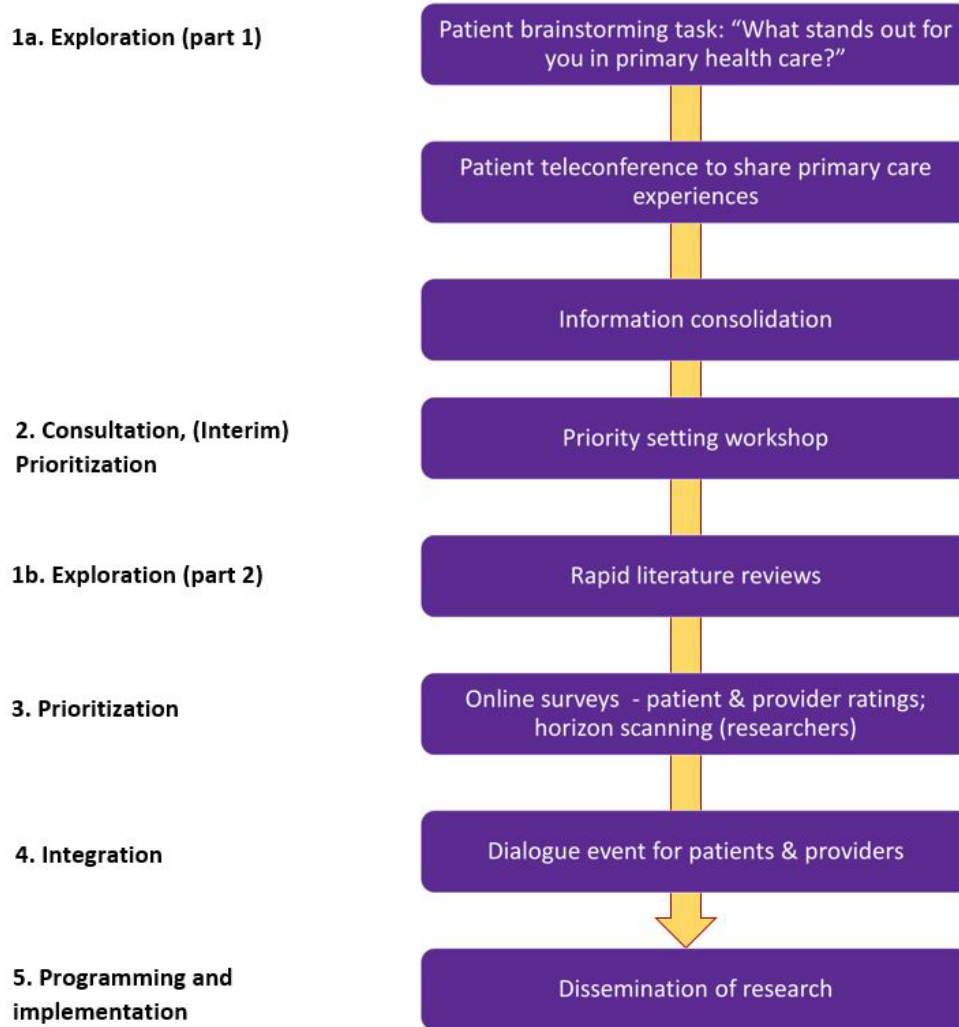 1a. Exploration (part 1)
Patient brainstorming task: “What stands out for
you in primary health care?”
Patient teleconference to share primary care
experiences
Information consolidation
2. Consultation, (Interim)
Prioritization
Priority setting workshop
1b. Exploration (part 2)
Rapid literature reviews
3. Prioritization
Online surveys  - patient & provider ratings;
horizon scanning (researchers)
4. Integration
Dialogue event for patients & providers
5. Programming and
implementation
Dissemination of research